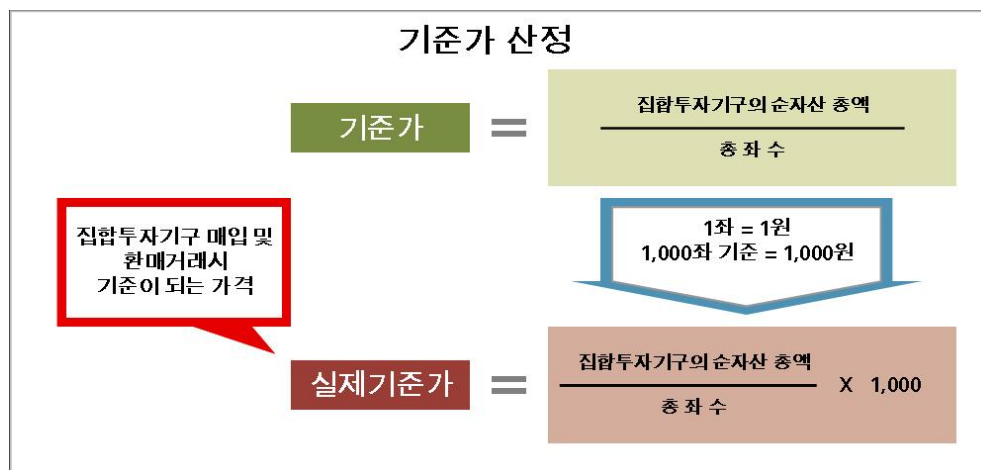 기준가 산정
기준가 =
집합투자기구의 순자산 총액
총 좌 수
집합투자기구 매입 및
환매거래시
기준이 되는 가격
1좌 = 1원
1,000좌 기준 = 1,000원
실제기준가 =
집합투자기구의 순자산 총액
총 좌 수
X 1,000